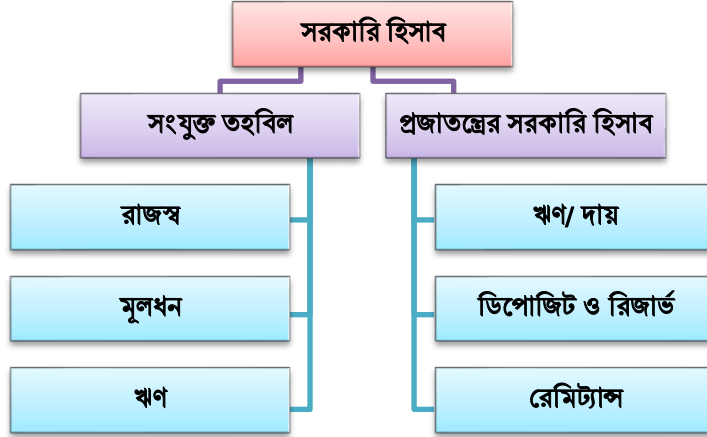 সরকারি হিসাব
সংযুক্ত তহবিল
প্রজাতন্ত্রের সরকারি হিসাব
রাজস্ব
ঋণ/ দায়
মূলধন
ডিপোজিট ও রিজার্ভ
ঋণ
রেমিট্যান্স